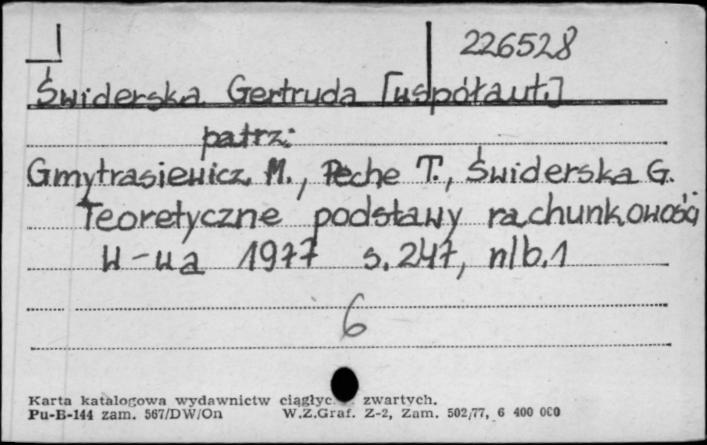 226528
Świderska Gertruda [współaut.]
patrz:
Gmytrasiewicz M., Peche T., Świderska G.
Teoretyczne podstawy rachunkowości
W-wa 1977 s. 247, nlb. 1
6
Karta katalogowa wydawnictw ciągłyc zwartych.
Pu-B-144 zam. 567/DW/On W.Z.Graf. Z-2, Zam. 502/77, 6 400 000